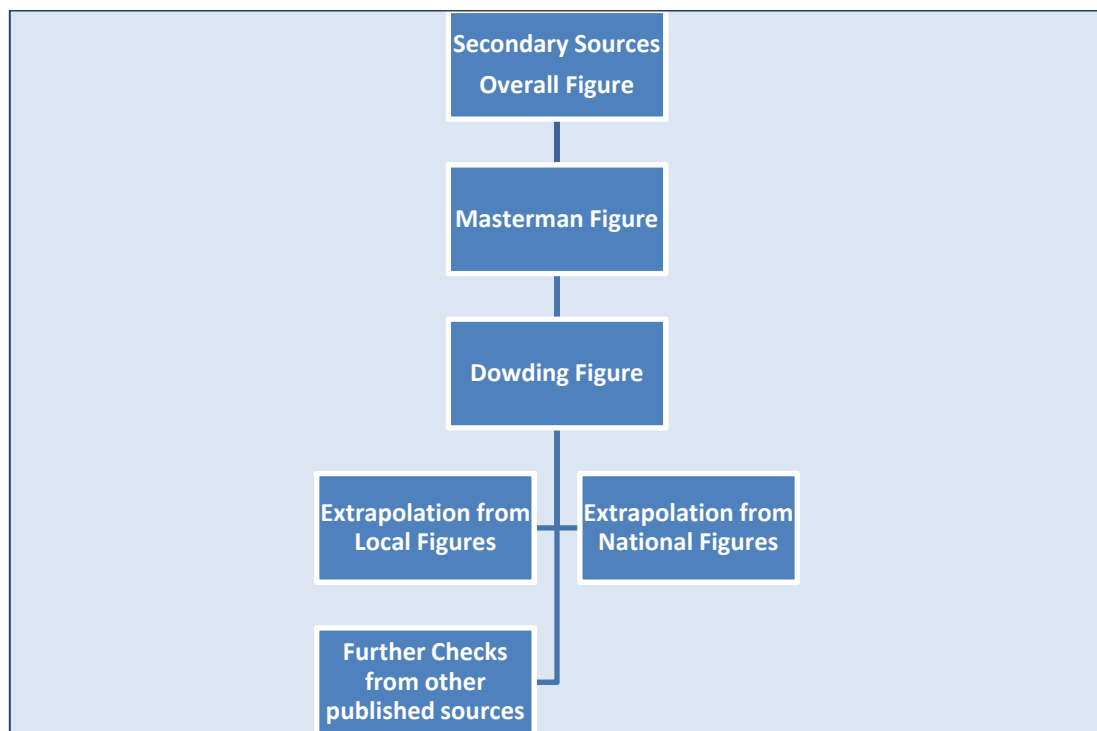 Secondary Sources
Overall Figure
Masterman Figure
Dowding Figure
Extrapolation from
Local Figures
Extrapolation from
National Figures
Further Checks
from other
published sources